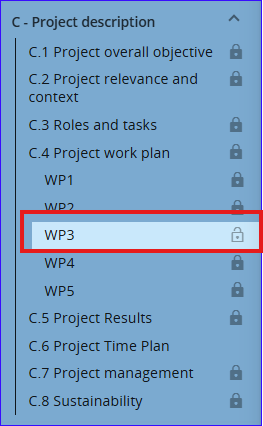 C - Project description
C.1 Project overall objective
C.2 Project relevance and
context
C.3 Roles and tasks
C.4 Project work plan
WP1
WP2
WP3
WP4
WP5
C.5 Project Results
C.6 Project Time Plan
C.7 Project management
C.8 Sustainability